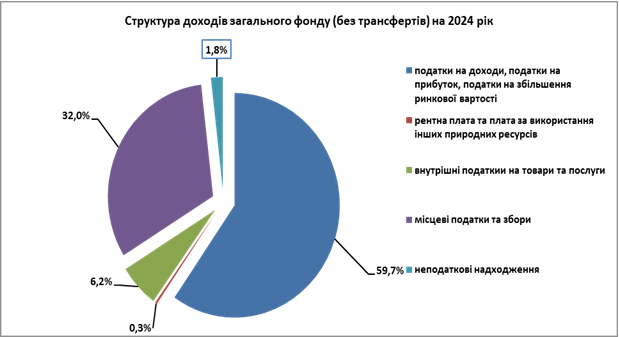 Структура доходів загального фонду (без трансфертів) на 2024 рік
1,8%
32,0%
6,2%
0,3%
59,7%
податки на доходи, податки на
прибуток, податки на збільшення
ринкової вартості
рентна плата та плата за використання
інших природних ресурсів
внутрішні податкии на товари та послуги
місцеві податки та збори
неподаткові надходження